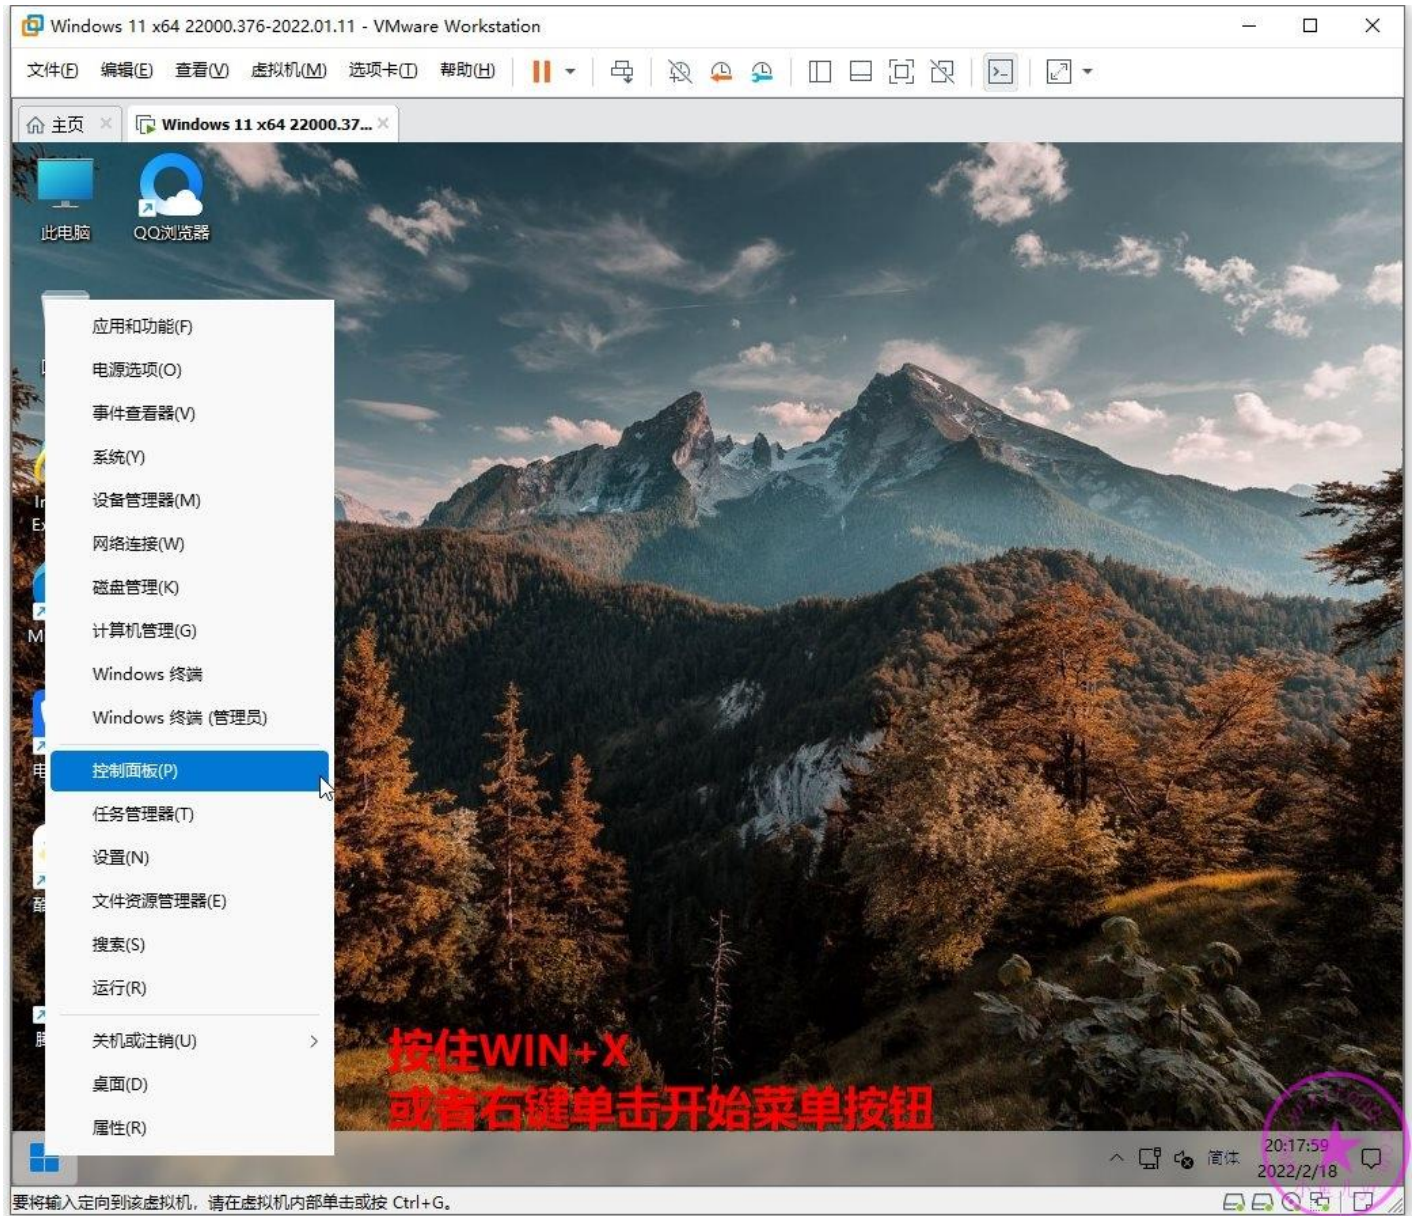 Windows 11 x64 22000.376-2022.01.11 - VMware Workstation
文件(F) 编辑(E) 查看(V) 虚拟机(M) 选项卡(T) 帮助(H)
主页
Windows 11 x64 22000.37...
此电脑
QQ浏览器
应用和功能(F)
电源选项(O)
事件查看器(V)
系统(Y)
设备管理器(M)
网络连接(W)
磁盘管理(K)
计算机管理(G)
Windows 终端
Windows 终端 (管理员)
控制面板(P)
任务管理器(T)
设置(N)
文件资源管理器(E)
搜索(S)
运行(R)
关机或注销(U)
桌面(D)
属性(R)
按住WIN+X
或者右键单击开始菜单按钮
简体
20:17:59
2022/2/18
要将输入定向到该虚拟机，请在虚拟机内部单击或按 Ctrl+G。